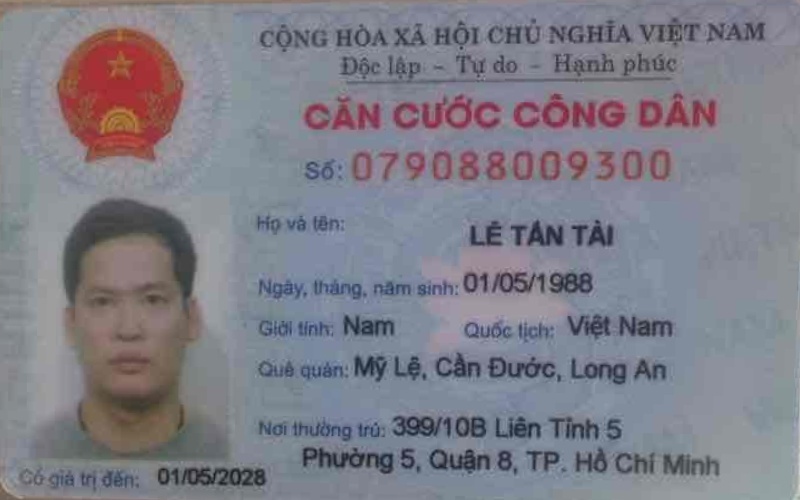 CỘNG HÒA XÃ HỘI CHỦ NGHĨA VIỆT NAM
Độc lập - Tự do - Hạnh phúc
CĂN CƯỚC CÔNG DÂN
Số: 079088009300
Họ và tên: LÊ TẤN TÀI
Ngày, tháng, năm sinh: 01/05/1988
Giới tính: Nam Quốc tịch: Việt Nam
Quê quán: Mỹ Lệ, Cần Đước, Long An
Nơi thường trú: 399/10B Liên Tỉnh 5
Phường 5, Quận 8, TP. Hồ Chí Minh
Có giá trị đến: 01/05/2028